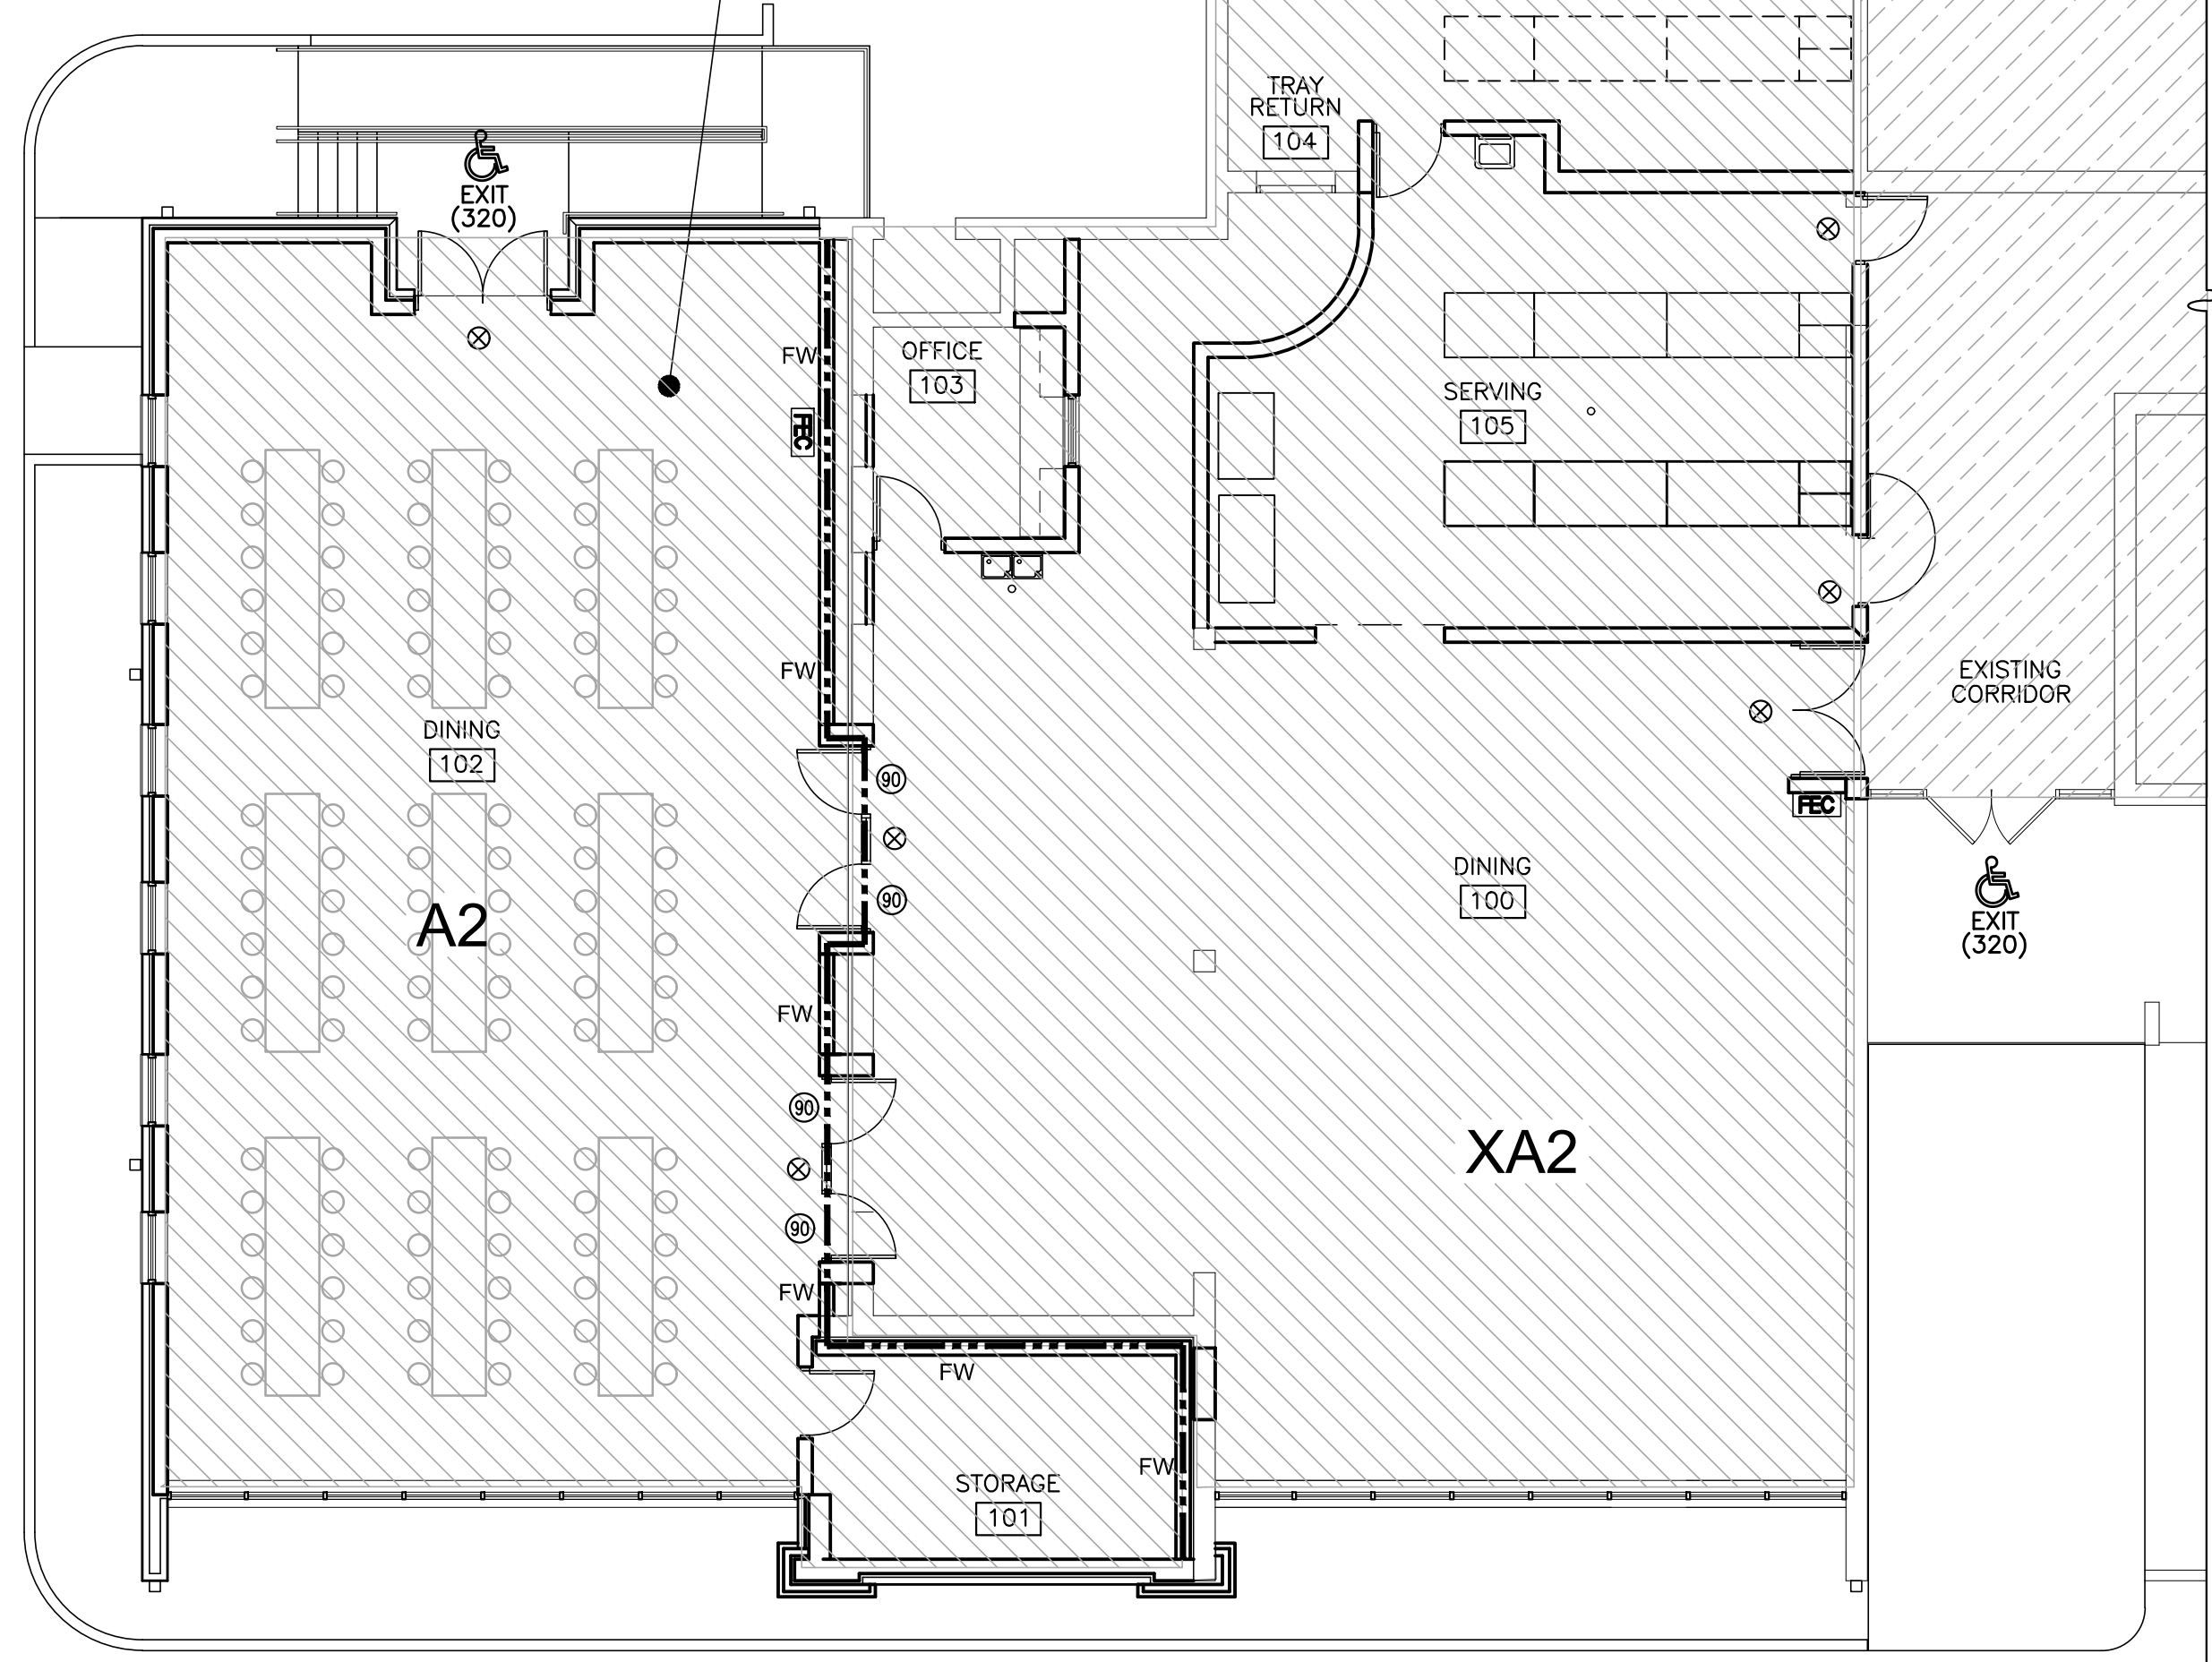 TRAY
RETURN
104
EXIT
(320)
FW
OFFICE
103
FEC
SERVING
105
FW
EXISTING
CORRIDOR
DINING
102
90
FEC
DINING
100
90
A2
EXIT
(320)
FW
90
XA2
90
FW
FW
FW
STORAGE
101